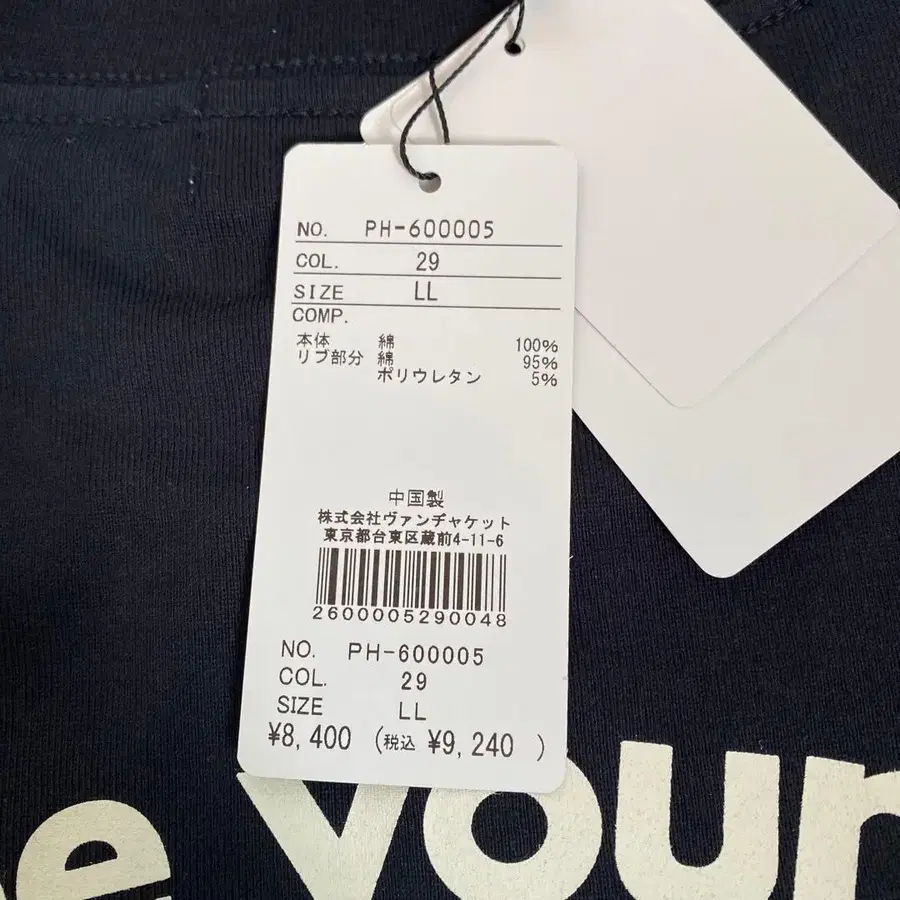 NO. PH-600005
COL. 29
SIZE LL
COMP.
本体 綿 100%
リブ部分 綿 95%
ポリウレタン 5%
中国製
株式会社ヴァンヂャケット
東京都台東区蔵前4-11-6
2600005290048
NO. PH-600005
COL. 29
SIZE LL
¥8,400 (税込 ¥9,240 )
e youn